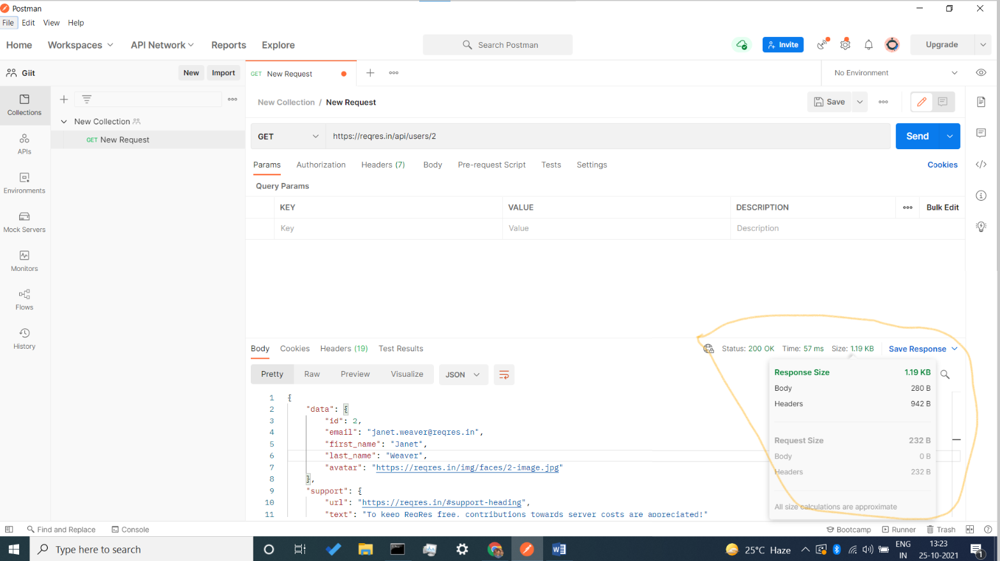 Postman
File Edit View Help
Home Workspaces API Network Reports Explore Search Postman Invite Upgrade
Giit New Import GET New Request No Environment
Collections
APIs
Environments
Mock Servers
Monitors
Flows
History
New Collection
GET New Request
New Collection / New Request Save
GET https://reqres.in/api/users/2 Send
Params Authorization Headers (7) Body Pre-request Script Tests Settings Cookies
Query Params
KEY VALUE DESCRIPTION Bulk Edit
Key Value Description
Body Cookies Headers (19) Test Results Status: 200 OK Time: 57 ms Size: 1.19 KB Save Response
Pretty Raw Preview Visualize JSON
1 {
2 "data": {
3 "id": 2,
4 "email": "janet.weaver@reqres.in",
5 "first_name": "Janet",
6 "last_name": "Weaver",
7 "avatar": "https://reqres.in/img/faces/2-image.jpg"
8 },
9 "support": {
10 "url": "https://reqres.in/#support-heading",
11 "text": "To keep ReqRes free, contributions towards server costs are appreciated!"
Response Size 1.19 KB
Body 280 B
Headers 942 B
Request Size 232 B
Body 0 B
Headers 232 B
All size calculations are approximate
Find and Replace Console Bootcamp Runner Trash
Type here to search 25°C Haze ENG IN 13:23 25-10-2021 1